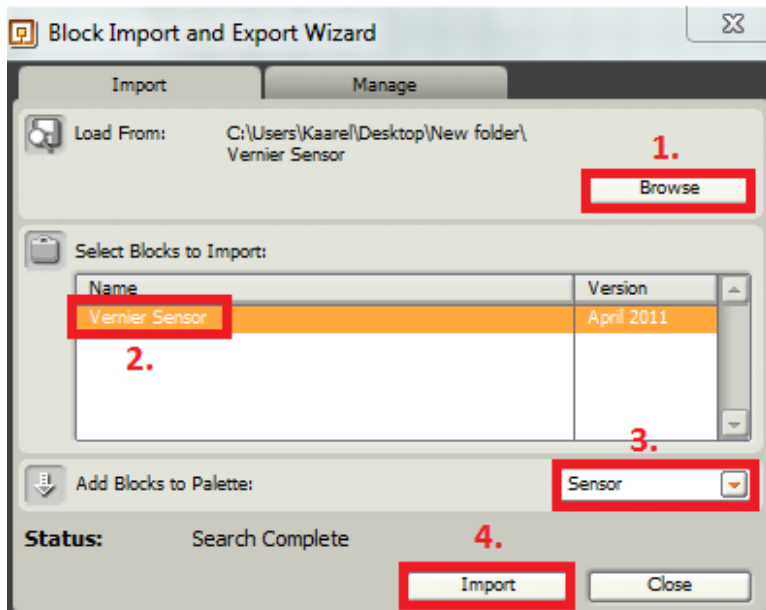 Block Import and Export Wizard
Import Manage
Load From: C:\Users\Kaarel\Desktop\New folder\
Vernier Sensor
1.
Browse
Select Blocks to Import:
Name Version
Vernier Sensor April 2011
2.
3.
Add Blocks to Palette: Sensor
Status: Search Complete 4.
Import Close